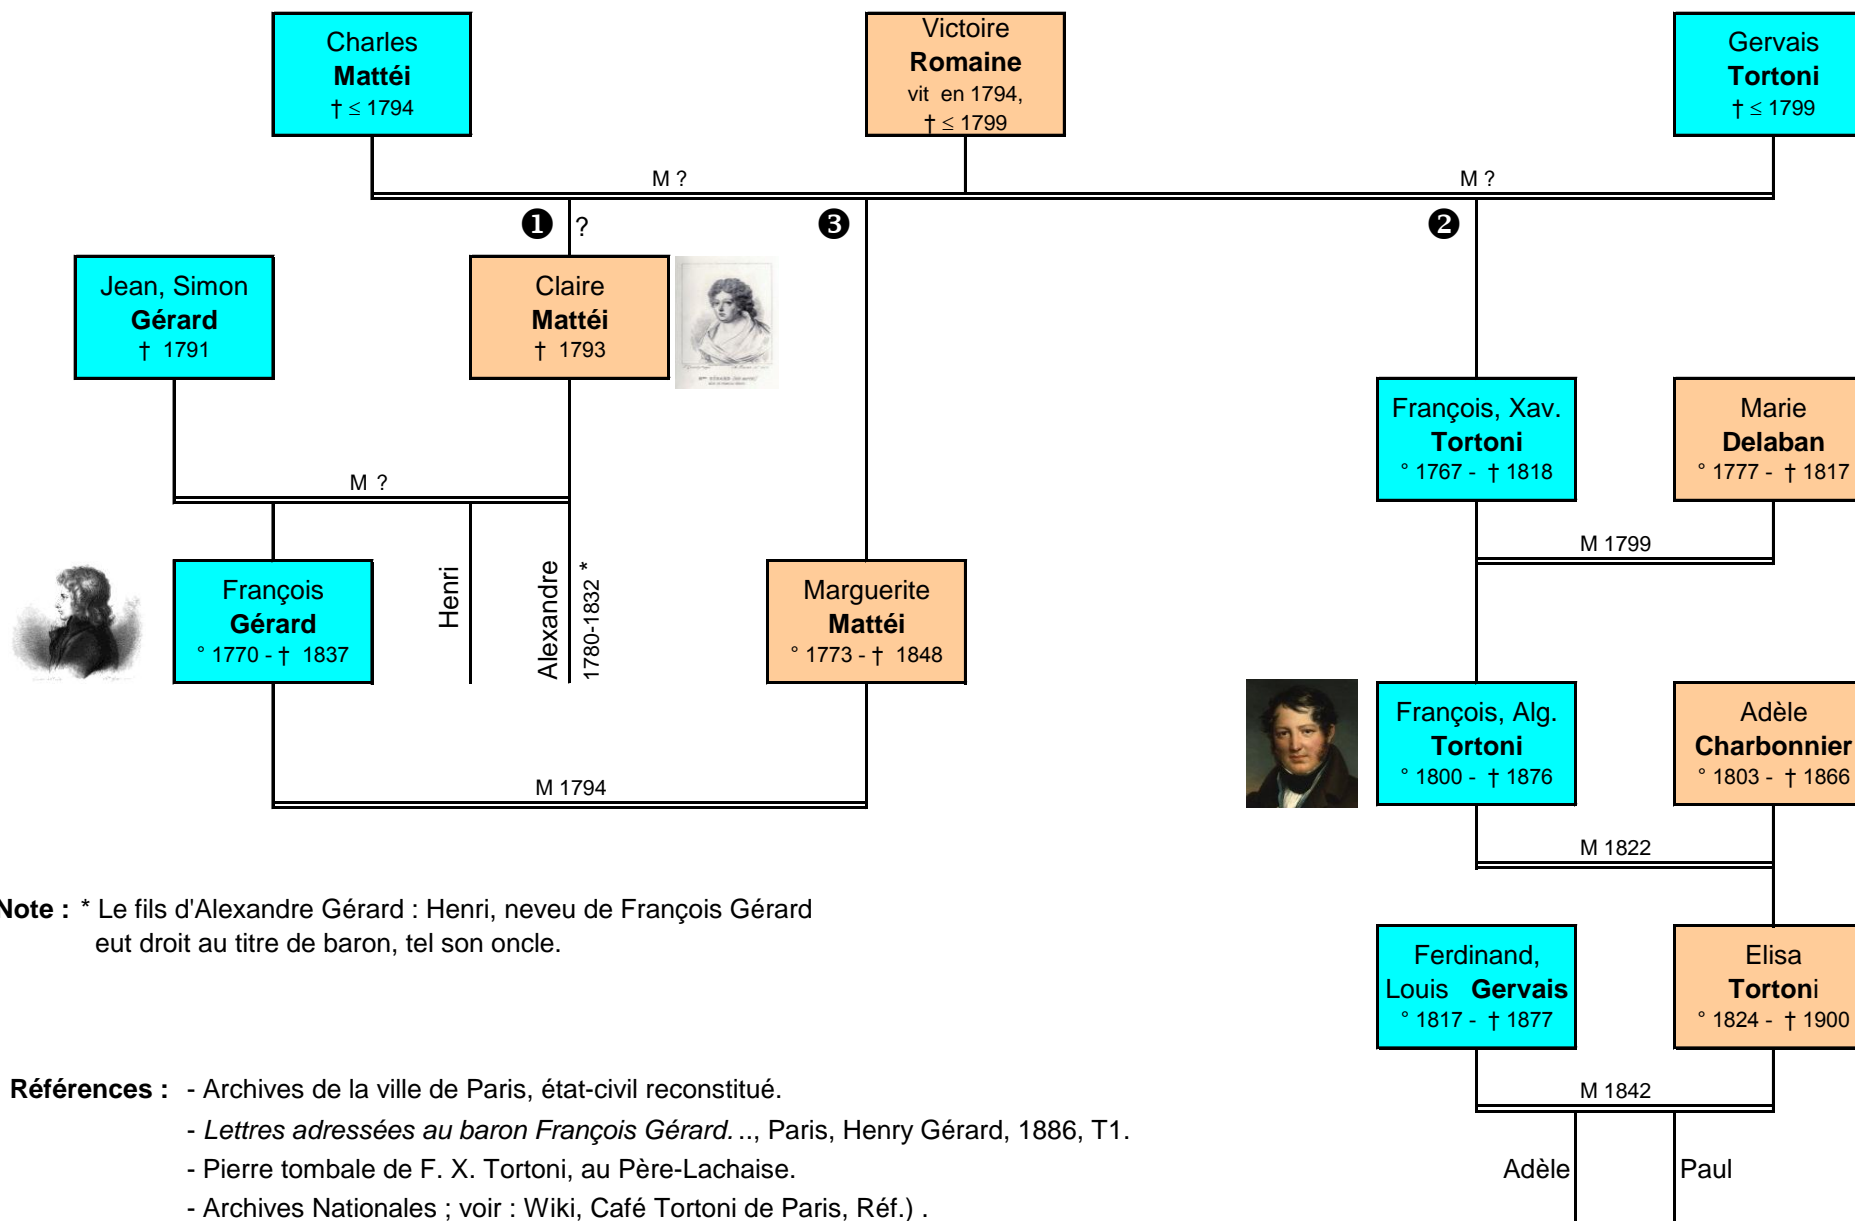 Charles
Mattéi
† ≤ 1794
Victoire
Romaine
vit en 1794,
† ≤ 1799
Gervais
Tortoni
† ≤ 1799
M ?
M ?
❶ ?
❸
❷
Jean, Simon
Gérard
† 1791
Claire
Mattéi
† 1793
François, Xav.
Tortoni
° 1767 - † 1818
Marie
Delaban
° 1777 - † 1817
M ?
M 1799
François
Gérard
° 1770 - † 1837
Henri
Alexandre
1780-1832 *
Marguerite
Mattéi
° 1773 - † 1848
François, Alg.
Tortoni
° 1800 - † 1876
Adèle
Charbonnier
° 1803 - † 1866
M 1794
M 1822
Note : * Le fils d'Alexandre Gérard : Henri, neveu de François Gérard
eut droit au titre de baron, tel son oncle.
Ferdinand,
Louis Gervais
° 1817 - † 1877
Elisa
Tortoni
° 1824 - † 1900
M 1842
Adèle
Paul
Références : - Archives de la ville de Paris, état-civil reconstitué.
- Lettres adressées au baron François Gérard. .., Paris, Henry Gérard, 1886, T1.
- Pierre tombale de F. X. Tortoni, au Père-Lachaise.
- Archives Nationales ; voir : Wiki, Café Tortoni de Paris, Réf.) .